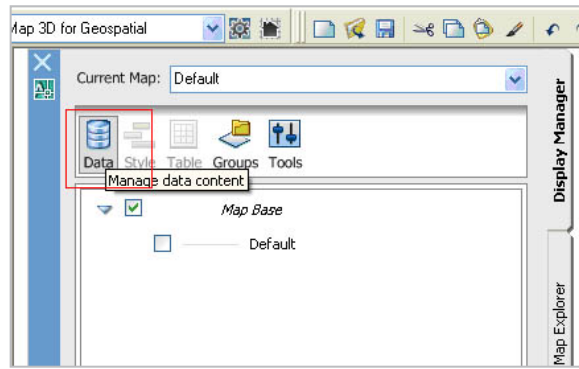 Map 3D for Geospatial
Current Map: Default
Data Style Table Groups Tools
Manage data content
Map Base
Default
Display Manager
Map Explorer